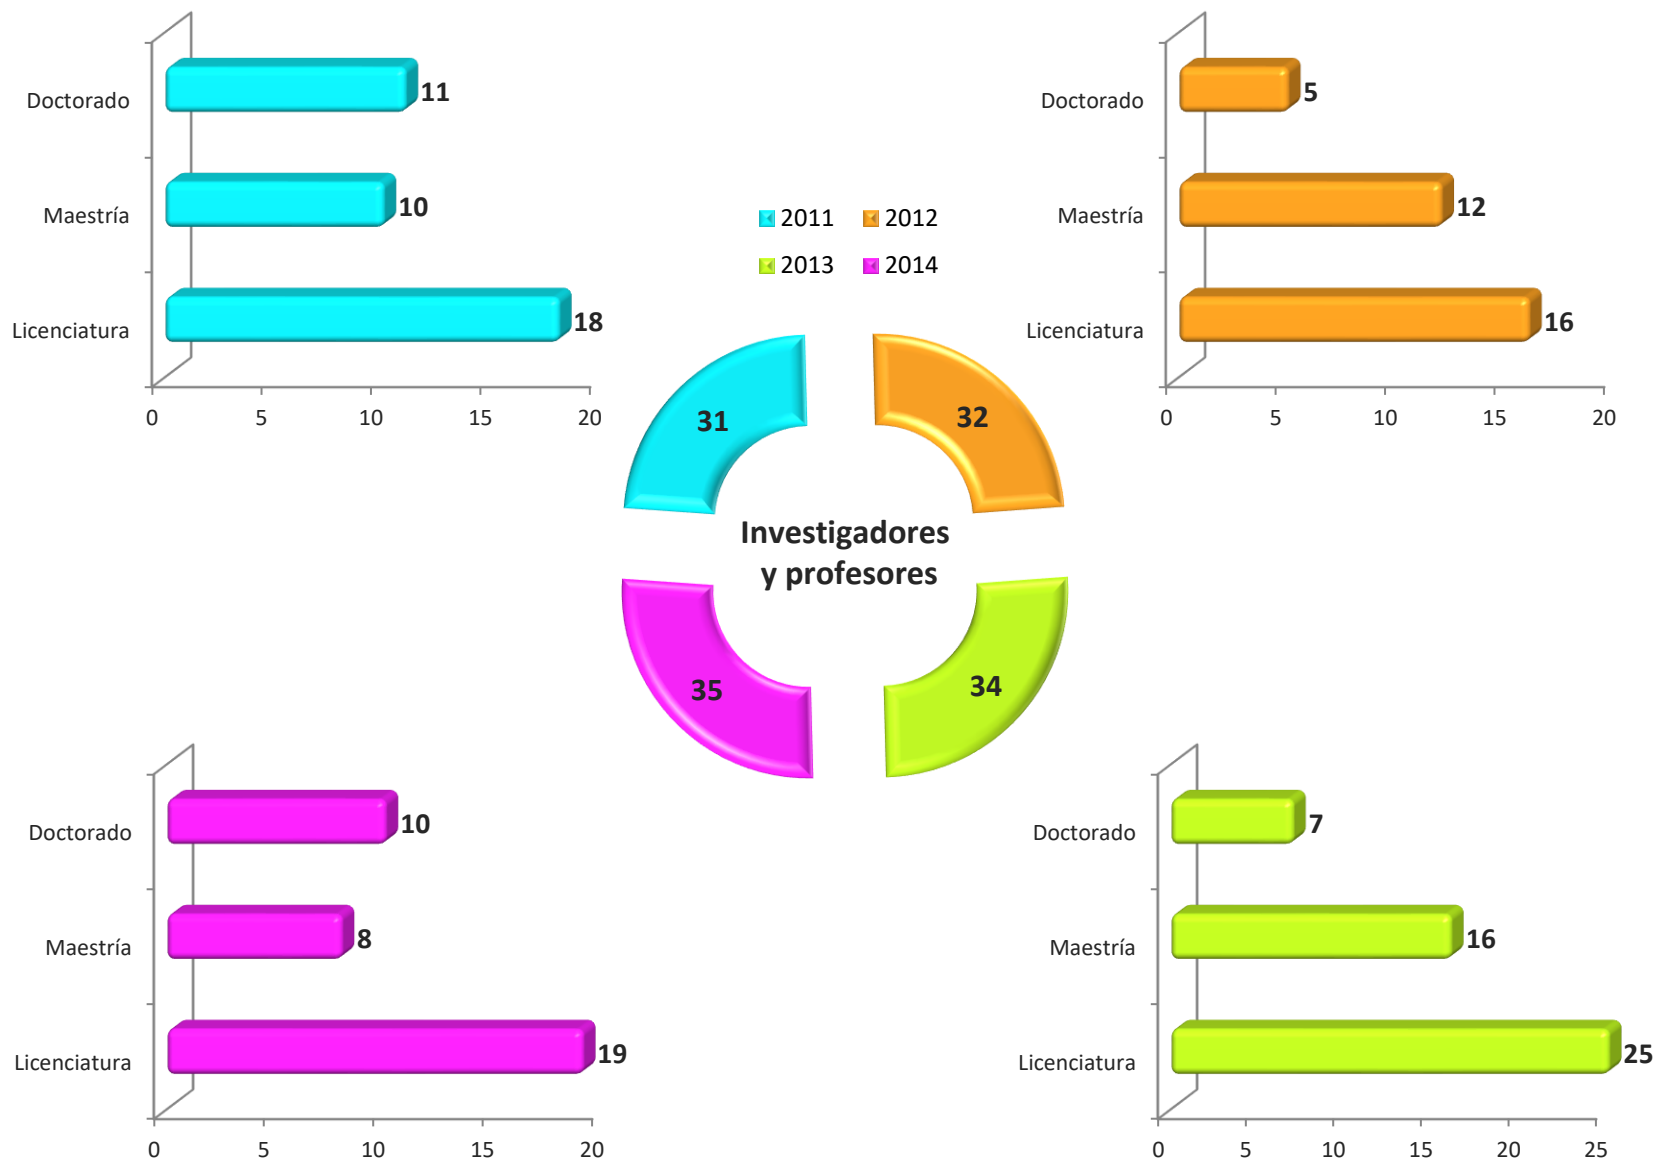 Doctorado
11
Maestría
10
Licenciatura
18
0 5 10 15 20
Doctorado
5
Maestría
12
Licenciatura
16
0 5 10 15 20
2011 2012
2013 2014
31
32
Investigadores
y profesores
35
34
Doctorado
10
Maestría
8
Licenciatura
19
0 5 10 15 20
Doctorado
7
Maestría
16
Licenciatura
25
0 5 10 15 20 25